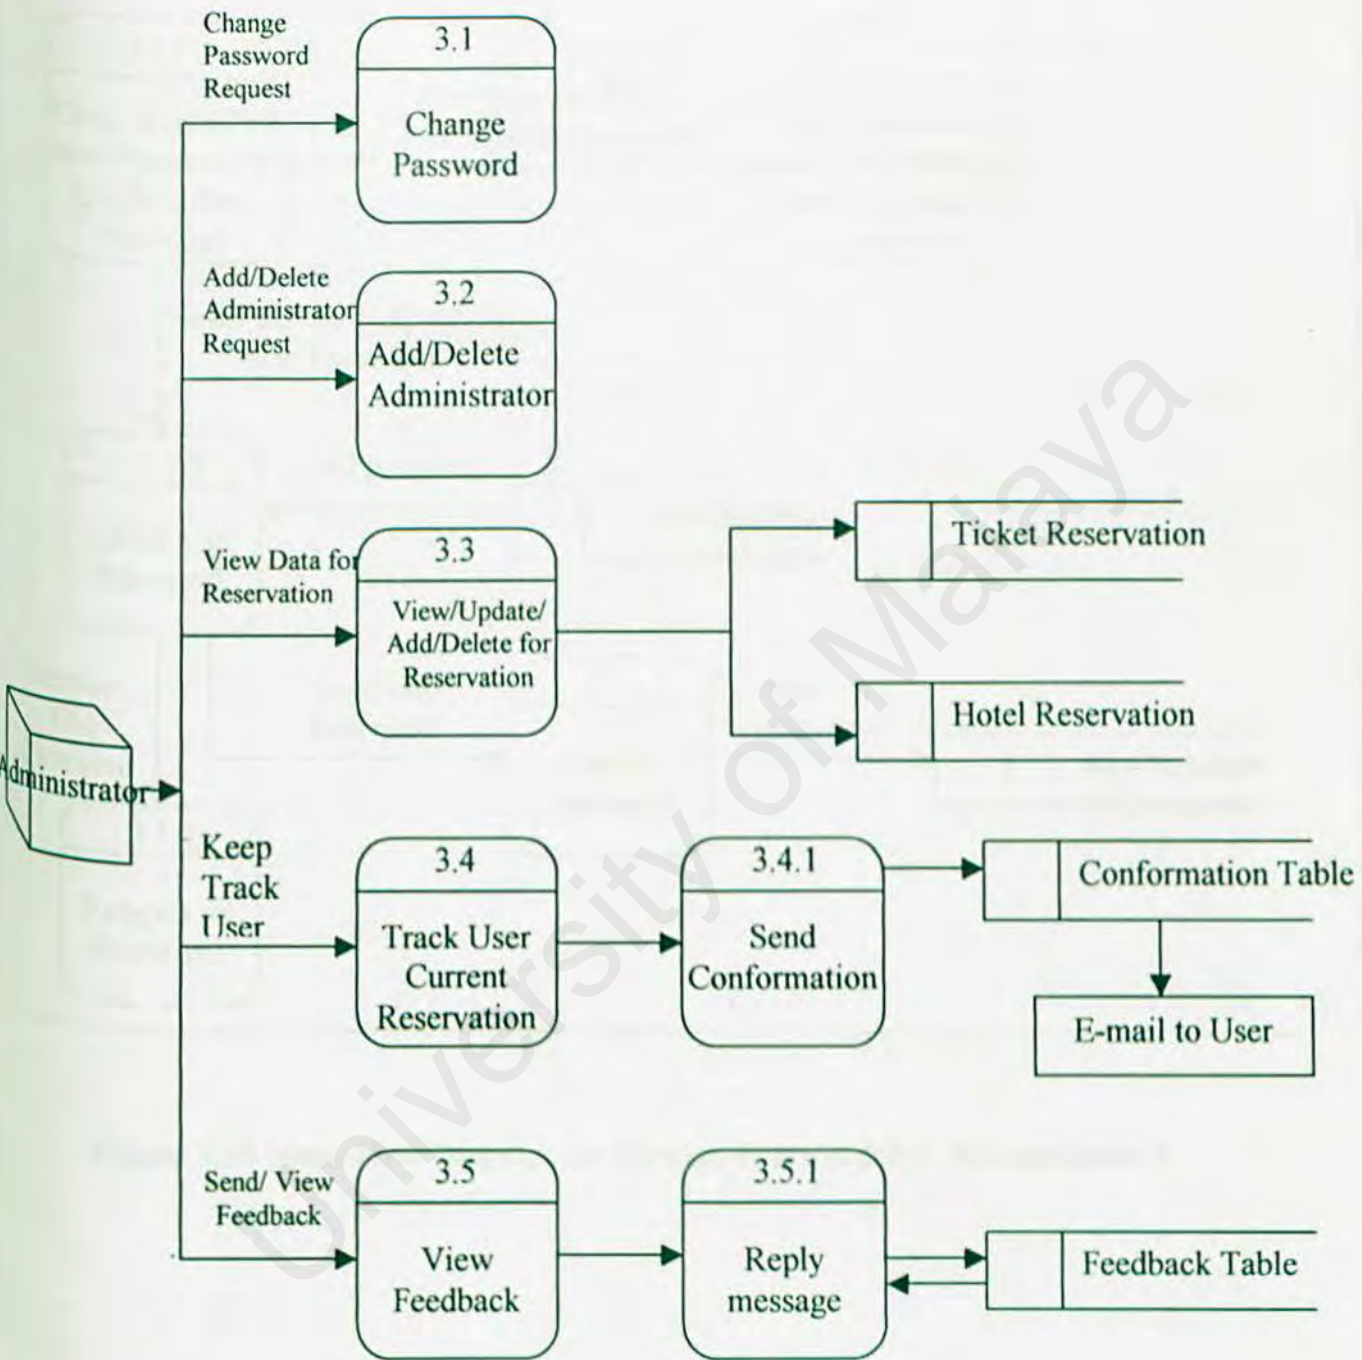 Change
Password
Request
3.1
Change
Password
Add/Delete
Administrator
Request
3.2
Add/Delete
Administrator
View Data for
Reservation
3.3
View/Update/
Add/Delete for
Reservation
Ticket Reservation
Hotel Reservation
Administrator
Keep
Track
User
3.4
Track User
Current
Reservation
3.4.1
Send
Conformation
Conformation Table
E-mail to User
Send/ View
Feedback
3.5
View
Feedback
3.5.1
Reply
message
Feedback Table
University of Malaya